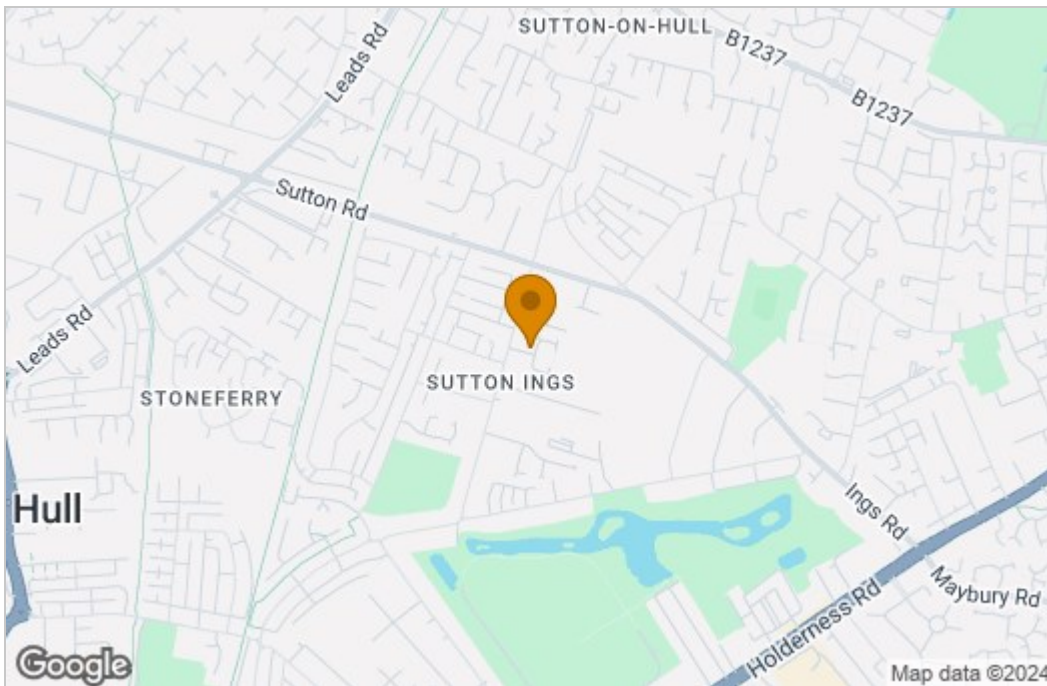 SUTTON-ON-HULL
B1237
Leads Rd
B1237
Sutton Rd
Leads Rd
SUTTON INGS
STONEFERRY
Hull
Ings Rd
Holderness Rd
Maybury Rd
Google
Map data ©2024